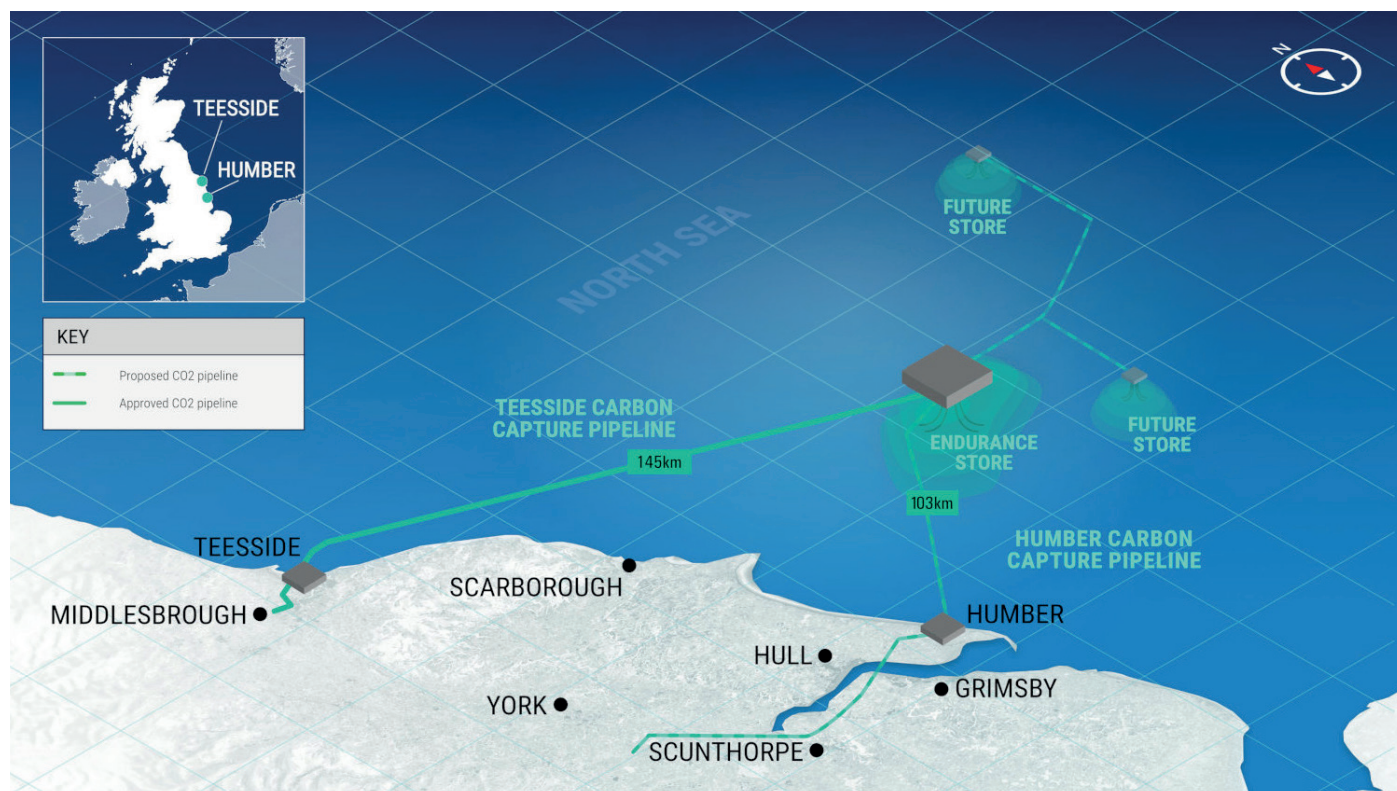 N
TEESSIDE
HUMBER
KEY
Proposed CO2 pipeline
Approved CO2 pipeline
NORTH SEA
FUTURE
STORE
FUTURE
STORE
ENDURANCE
STORE
TEESSIDE CARBON
CAPTURE PIPELINE
145km
103km
HUMBER CARBON
CAPTURE PIPELINE
TEESSIDE
MIDDLESBROUGH
SCARBOROUGH
HUMBER
HULL
GRIMSBY
YORK
SCUNTHORPE